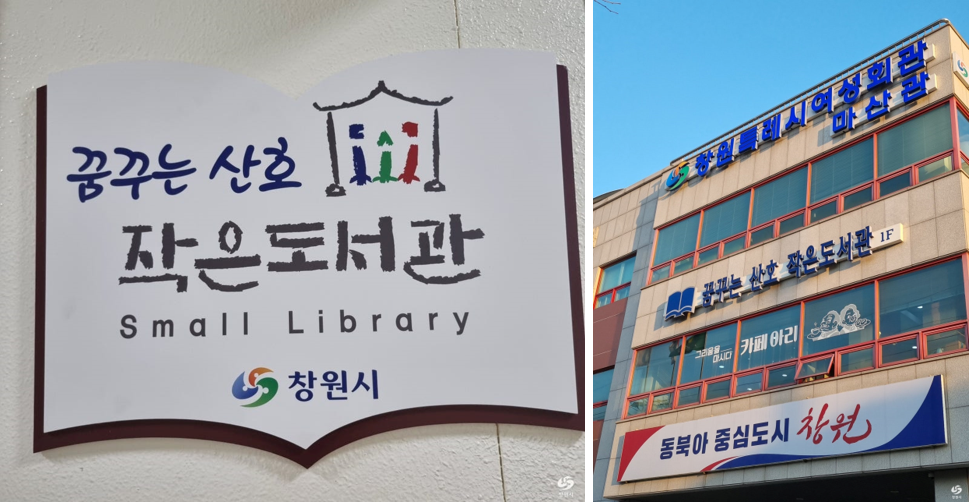 꿈꾸는 산호
작은도서관
Small Library
창원시
창원특례시여성회관
마산관
꿈꾸는 산호 작은도서관 1F
그리움을
마시다
카페 아리
동북아 중심도시 창원